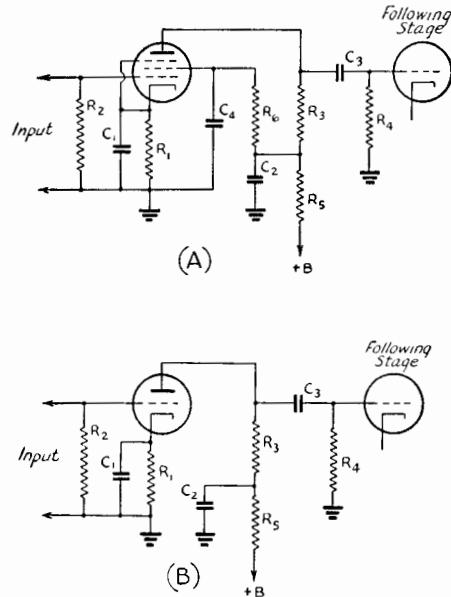 Following
Stage
C3
R2
C4
R6
R3
R4
Input
C1
R1
C2
R5
(A)
+B
Following
Stage
C3
R2
R3
R4
Input
C1
R1
C2
R5
(B)
+B